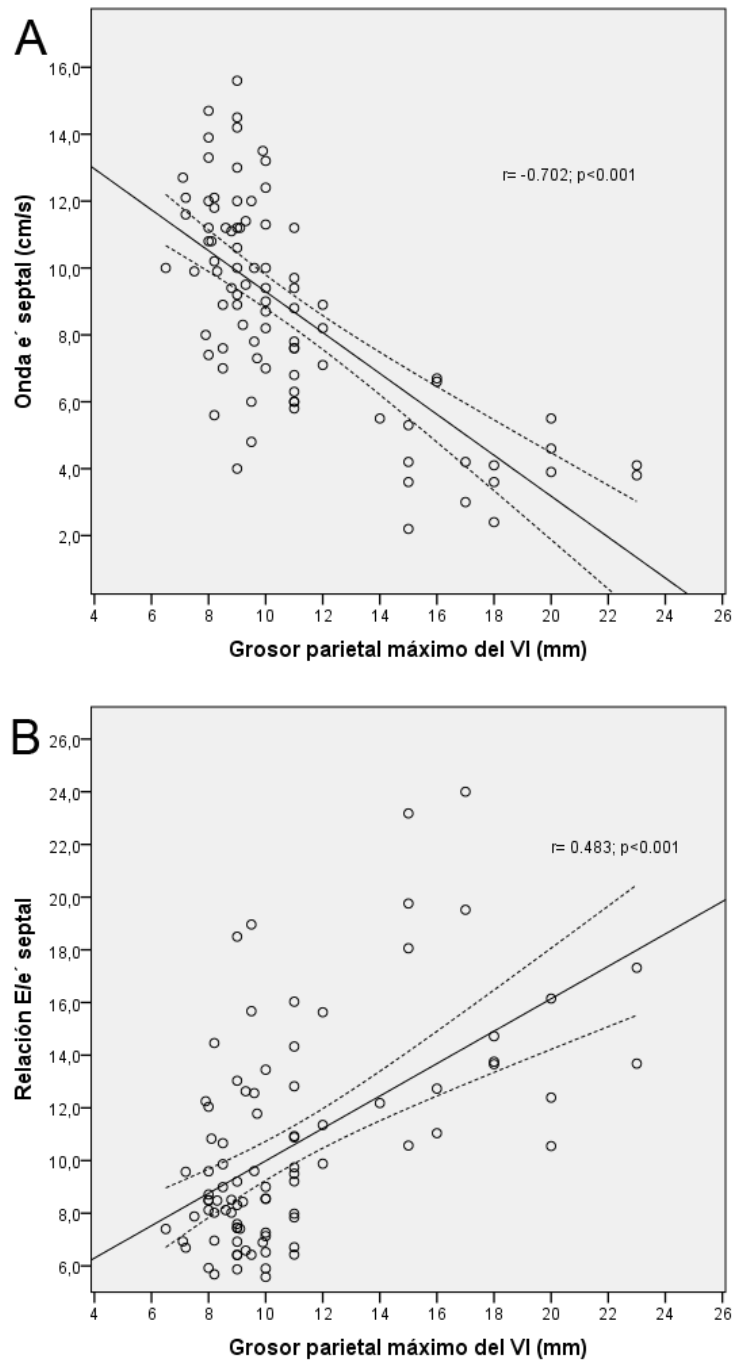 A
16,0
14,0
12,0
10,0
8,0
6,0
4,0
2,0
Onda e´ septal (cm/s)
r= -0.702; p<0.001
4 6 8 10 12 14 16 18 20 22 24 26
Grosor parietal máximo del VI (mm)
B
26,0
24,0
22,0
20,0
18,0
16,0
14,0
12,0
10,0
8,0
6,0
Relación E/e´ septal
r= 0.483; p<0.001
4 6 8 10 12 14 16 18 20 22 24 26
Grosor parietal máximo del VI (mm)